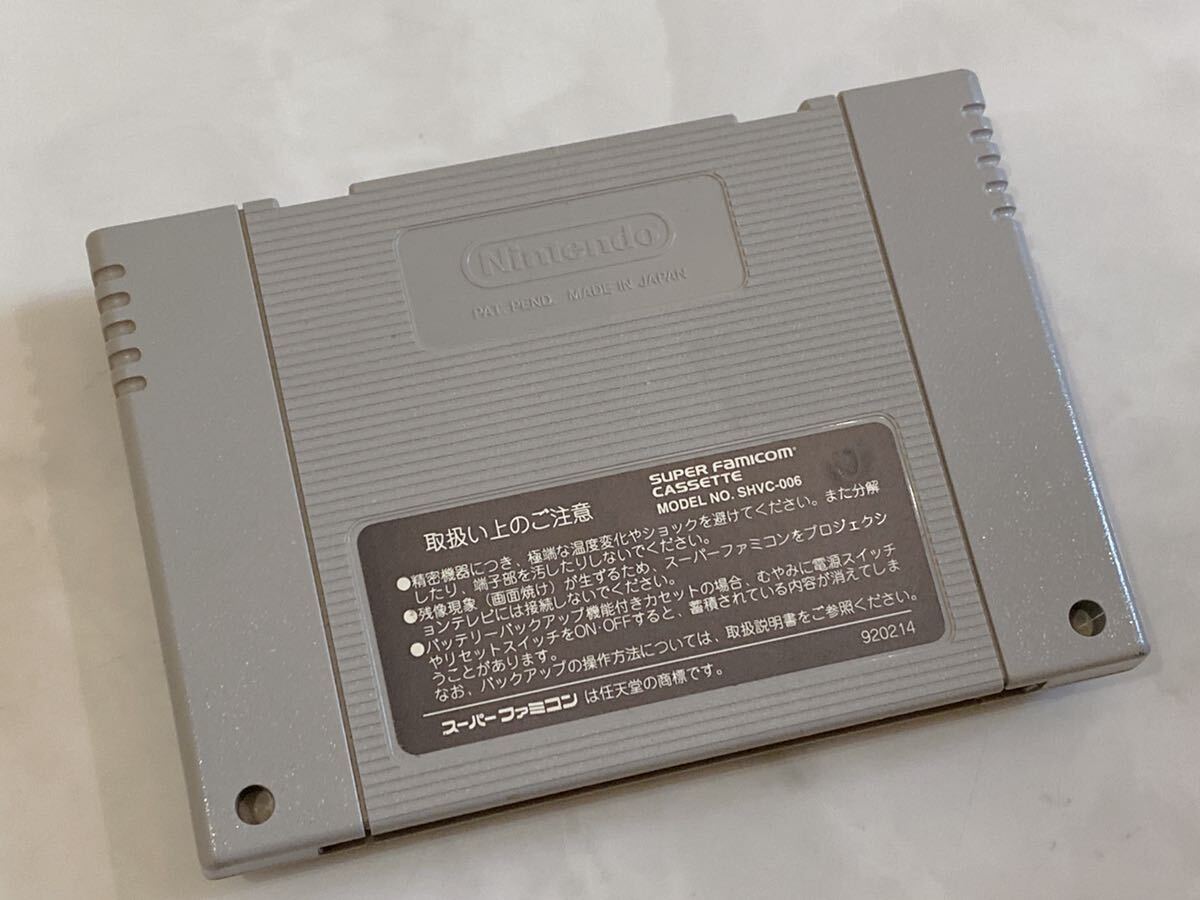 Nintendo
PAT. PEND. MADE IN JAPAN
SUPER FAMICOM
CASSETTE
MODEL NO. SHVC-006
取扱い上のご注意
●精密機器につき、極端な温度変化やショックを避けてください。また分解
したり、端子部を汚したりしないでください。
●残像現象（画面焼け）が生ずるため、スーパーファミコンをプロジェクシ
ョンテレビには接続しないでください。
●バッテリーバックアップ機能付きカセットの場合、むやみに電源スイッチ
やリセットスイッチをON·OFFすると、蓄積されている内容が消えてしま
うことがあります。
なお、バックアップの操作方法については、取扱説明書をご参照ください。
920214
スーパーファミコン は任天堂の商標です。